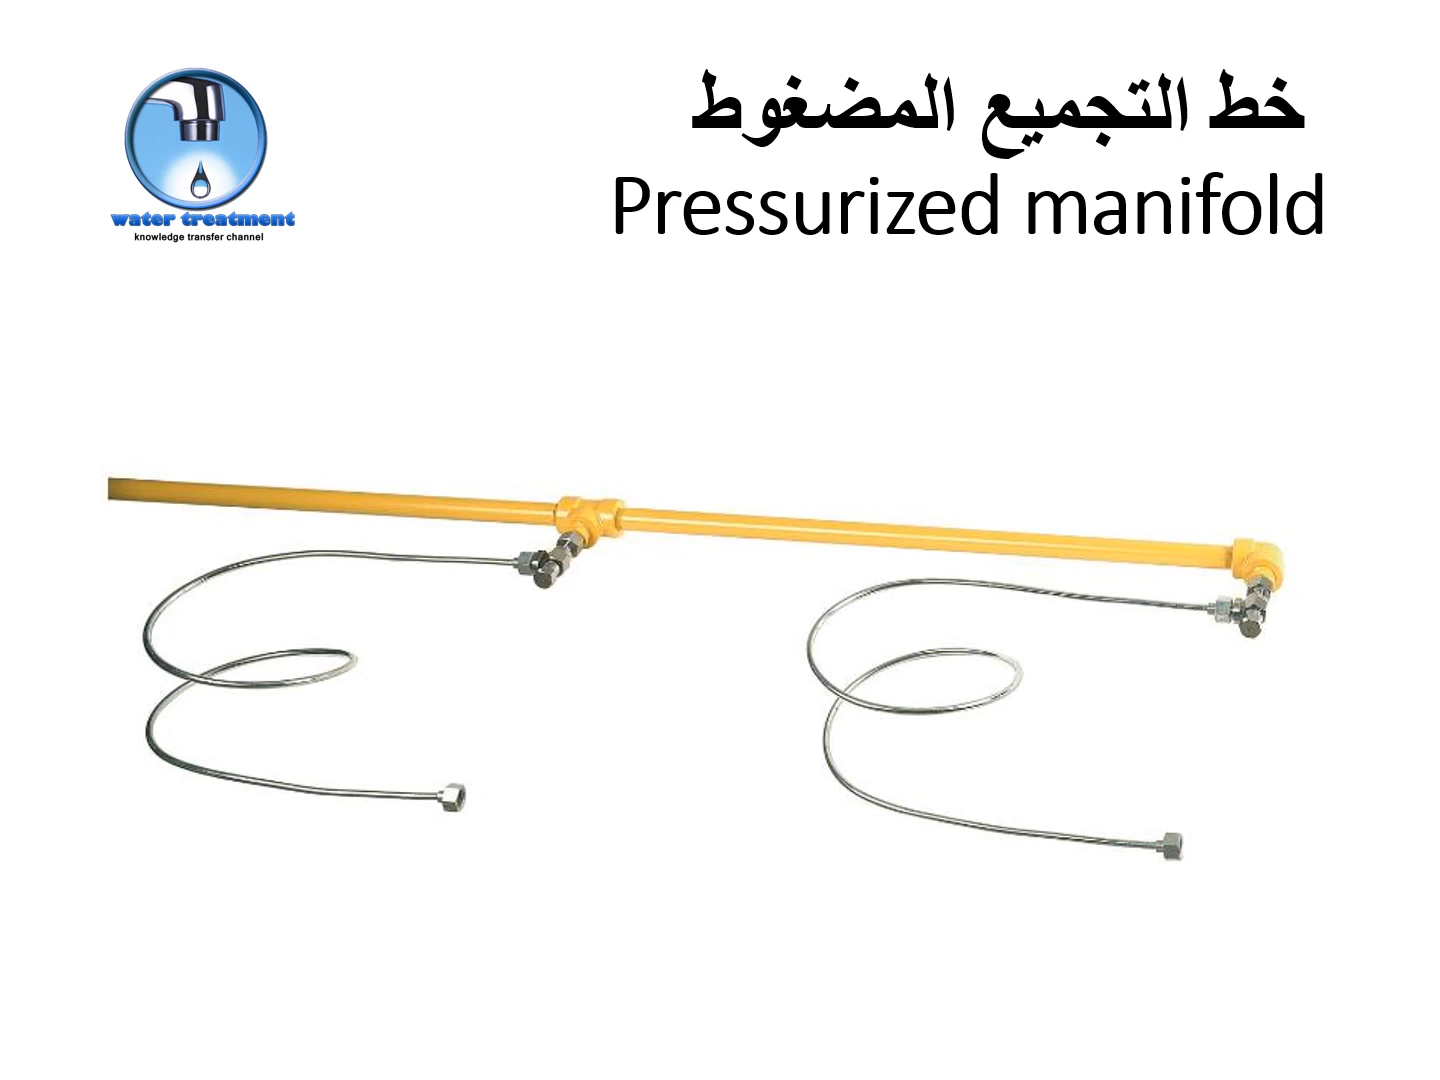 خط التجميع المضغوط
Pressurized manifold
water treatment
knowledge transfer channel